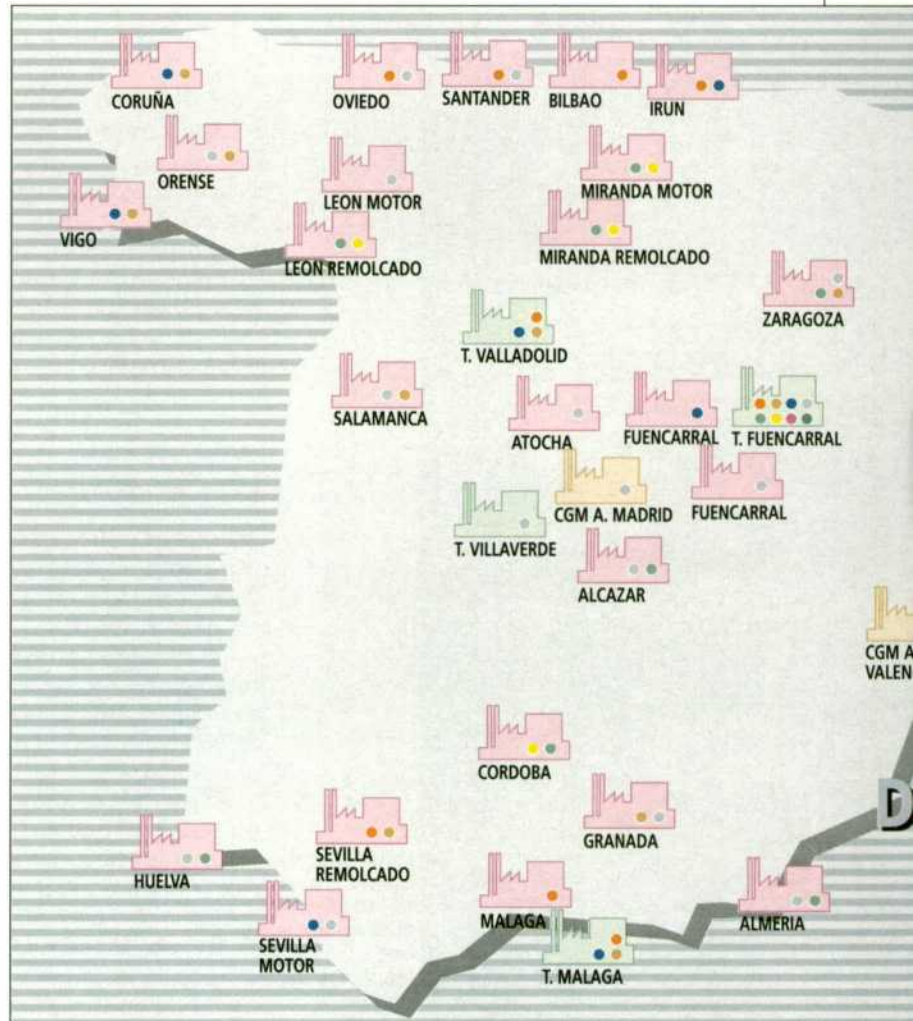 CORUÑA
OVIEDO
SANTANDER
BILBAO
IRUN
ORENSE
LEON MOTOR
MIRANDA MOTOR
VIGO
LEON REMOLCADO
MIRANDA REMOLCADO
ZARAGOZA
T. VALLADOLID
SALAMANCA
ATOCHA
FUENCARRAL
T. FUENCARRAL
CGM A. MADRID
FUENCARRAL
T. VILLAVERDE
ALCAZAR
CGM A
VALEN
CORDOBA
D
GRANADA
SEVILLA
REMOLCADO
HUELVA
MALAGA
ALMERIA
SEVILLA
MOTOR
T. MALAGA